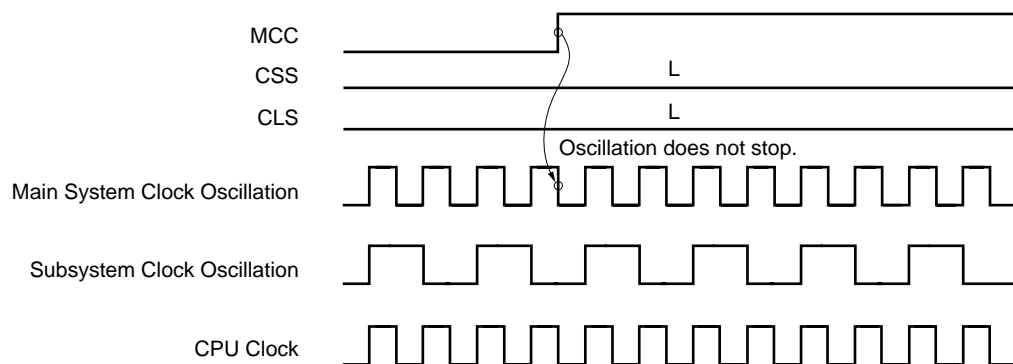 MCC
CSS
L
CLS
L
Oscillation does not stop.
Main System Clock Oscillation
Subsystem Clock Oscillation
CPU Clock